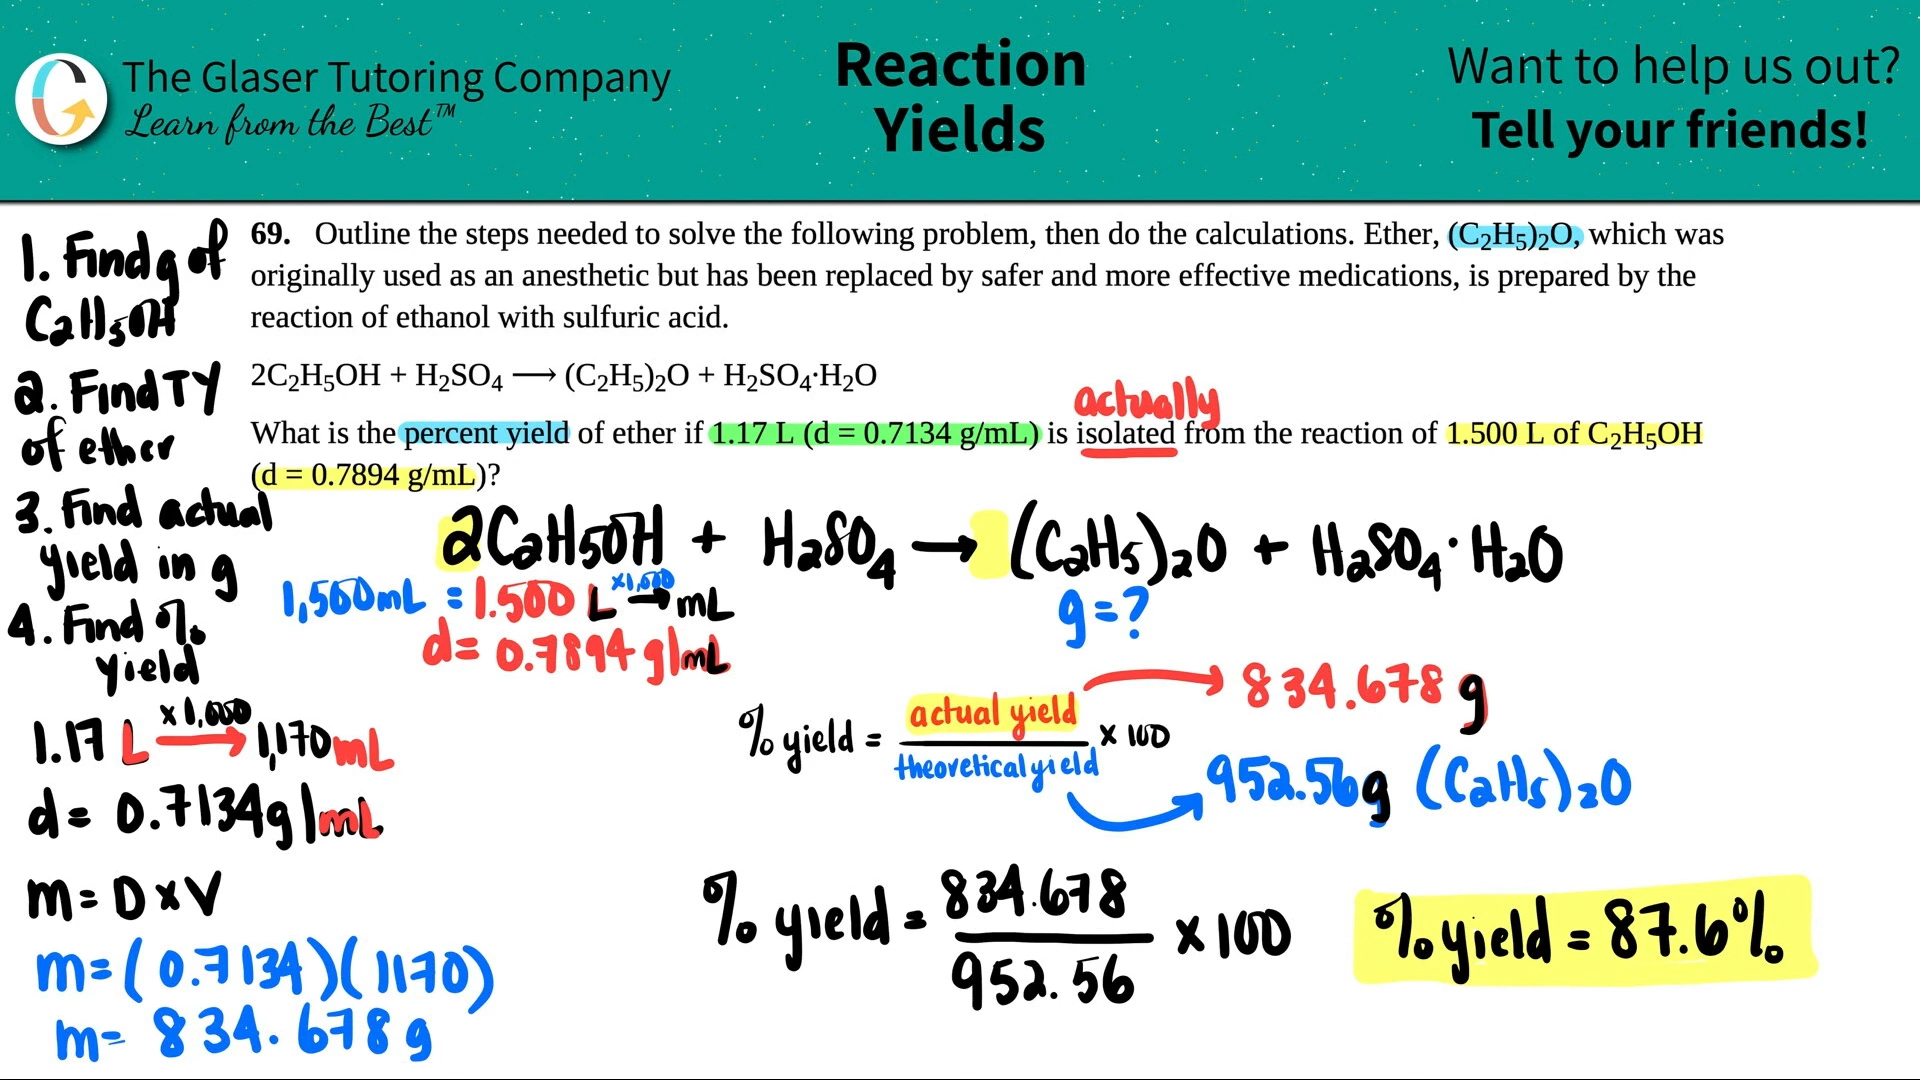 The Glaser Tutoring Company
Learn from the Best™
Reaction
Yields
Want to help us out?
Tell your friends!
69. Outline the steps needed to solve the following problem, then do the calculations. Ether, (C₂H₅)₂O, which was
originally used as an anesthetic but has been replaced by safer and more effective medications, is prepared by the
reaction of ethanol with sulfuric acid.
2C₂H₅OH + H₂SO₄ ⟶ (C₂H₅)₂O + H₂SO₄·H₂O
actually
What is the percent yield of ether if 1.17 L (d = 0.7134 g/mL) is isolated from the reaction of 1.500 L of C₂H₅OH
(d = 0.7894 g/mL)?
1. Find g of
C₂H₅OH
2. Find TY
of ether
3. Find actual
yield in g
4. Find %
yield
1.17 L ⟶ 1,170 mL
x 1,000
d = 0.7134 g/mL
m = D x V
m = (0.7134)(1170)
m = 834.678 g
2C₂H₅OH + H₂SO₄ → (C₂H₅)₂O + H₂SO₄·H₂O
1,500 mL = 1.500 L → mL
x1,000
d = 0.7894 g/mL
g = ?
% yield = actual yield / theoretical yield x 100
834.678 g
952.56g (C₂H₅)₂O
% yield = 834.678 / 952.56 x 100
% yield = 87.6%